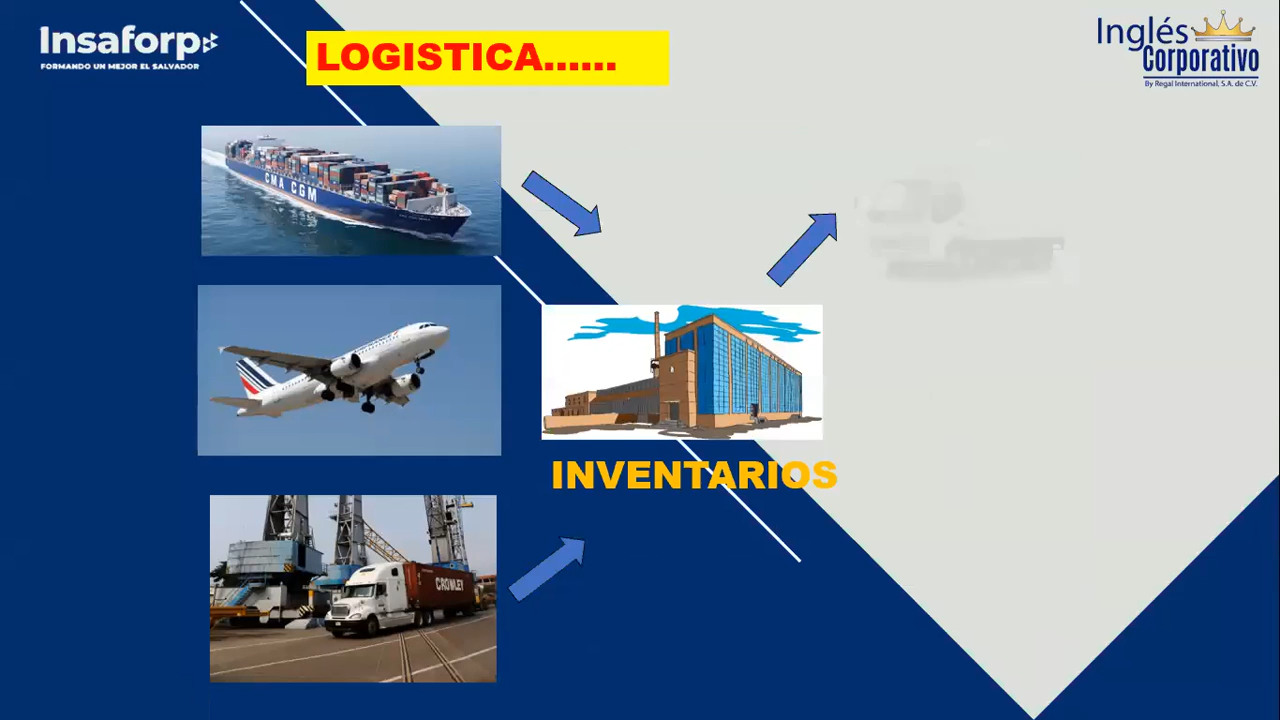 Insaforp
FORMANDO UN MEJOR EL SALVADOR
LOGISTICA......
Inglés
Corporativo
By Regal International, S.A. de C.V.
CMA CGM
INVENTARIOS
CROWLEY